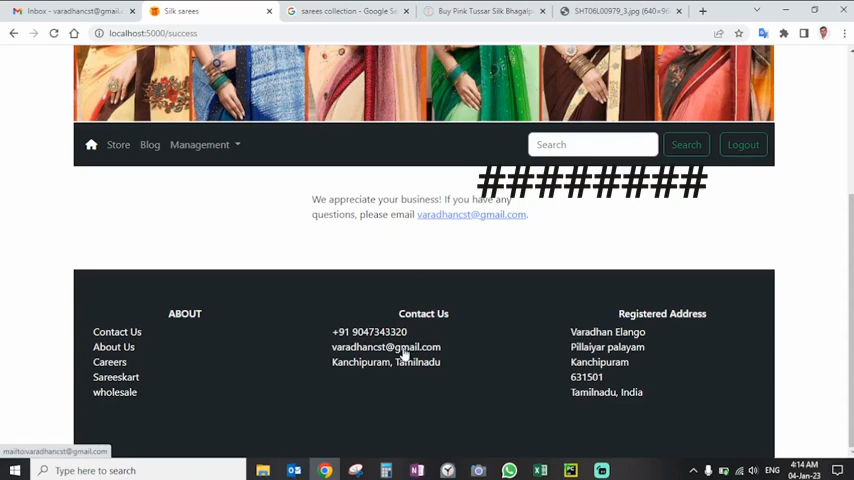 Inbox - varadhancst@gmail.c
Silk sarees
sarees collection - Google Se
Buy Pink Tussar Silk Bhagalp
SHT06L00979_3.jpg (640×96
localhost:5000/success
Store
Blog
Management
Search
Search
Logout
########
We appreciate your business! If you have any
questions, please email varadhancst@gmail.com.
ABOUT
Contact Us
About Us
Careers
Sareeskart
wholesale
Contact Us
+91 9047343320
varadhancst@gmail.com
Kanchipuram, Tamilnadu
Registered Address
Varadhan Elango
Pillaiyar palayam
Kanchipuram
631501
Tamilnadu, India
mailto:varadhancst@gmail.com
Type here to search
ENG
4:14 AM
04-Jan-23